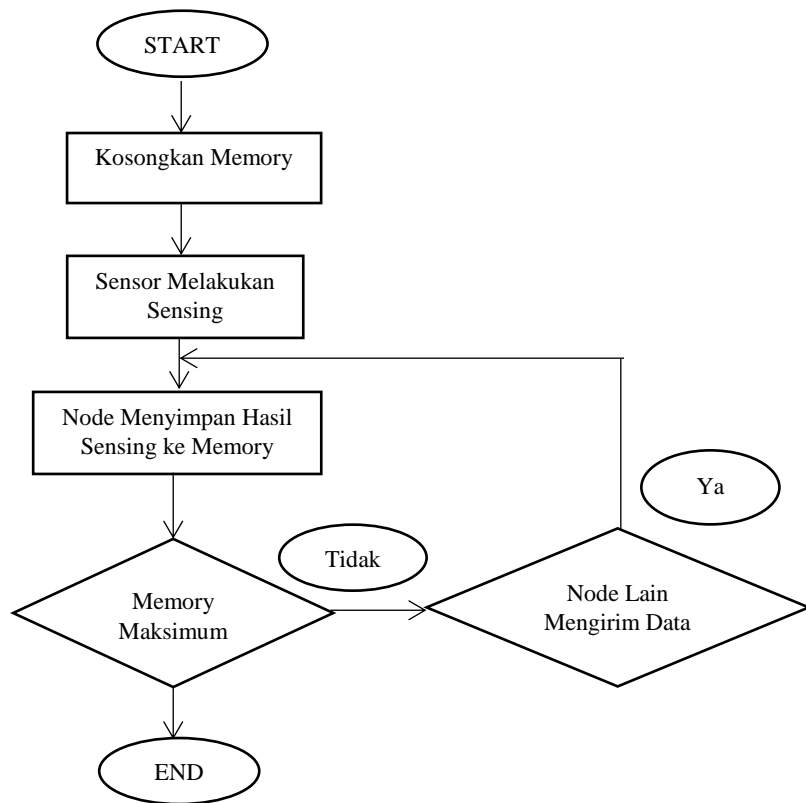 START
Kosongkan Memory
Sensor Melakukan
Sensing
Node Menyimpan Hasil
Sensing ke Memory
Ya
Tidak
Memory
Maksimum
Node Lain
Mengirim Data
END